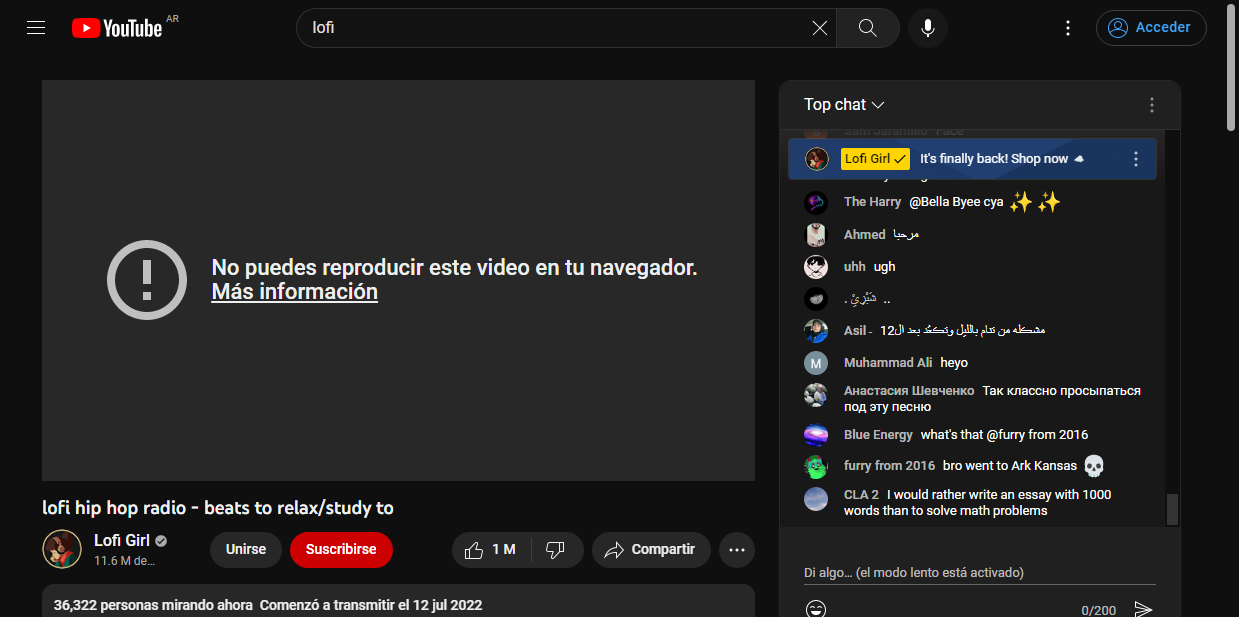 YouTube AR
lofi
Acceder
Top chat
Sam Jaramillo Face
Lofi Girl It's finally back! Shop now
The Harry @Bella Byee cya ✨ ✨
Ahmed مرحبا
uhh ugh
Asil - مشكله من تنام بالليل وتكعد بعد ال12
Muhammad Ali heyo
M
Анастасия Шевченко Так классно просыпаться
под эту песню
Blue Energy what's that @furry from 2016
furry from 2016 bro went to Ark Kansas 💀
CLA 2 I would rather write an essay with 1000
words than to solve math problems
Di algo... (el modo lento está activado)
0/200
No puedes reproducir este video en tu navegador.
Más información
lofi hip hop radio - beats to relax/study to
Lofi Girl
11.6 M de...
Unirse
Suscribirse
1 M
Compartir
36,322 personas mirando ahora Comenzó a transmitir el 12 jul 2022